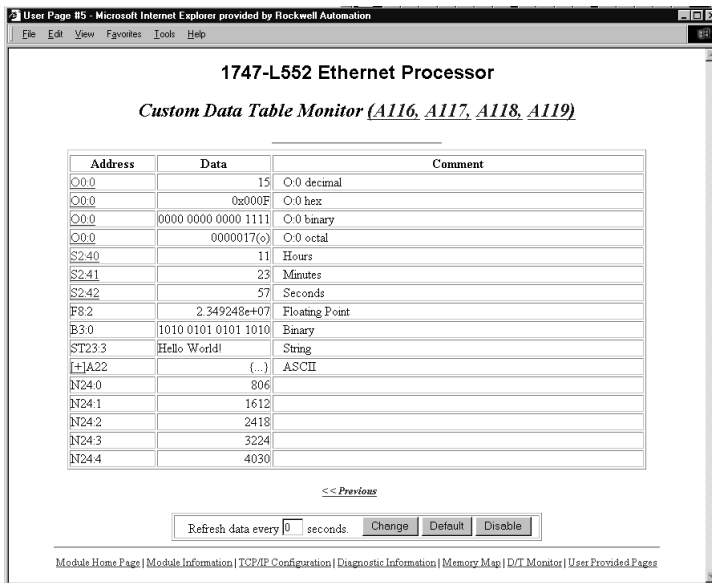 User Page #5 - Microsoft Internet Explorer provided by Rockwell Automation
File Edit View Favorites Tools Help
1747-L552 Ethernet Processor
Custom Data Table Monitor (A116, A117, A118, A119)
Address Data Comment
O0:0 15 O:0 decimal
O0:0 0x000F O:0 hex
O0:0 0000 0000 0000 1111 O:0 binary
O0:0 0000017(o) O:0 octal
S2:40 11 Hours
S2:41 23 Minutes
S2:42 57 Seconds
F8:2 2.349248e+07 Floating Point
B3:0 1010 0101 0101 1010 Binary
ST23:3 Hello World! String
[+]A22 {...} ASCII
N24:0 806
N24:1 1612
N24:2 2418
N24:3 3224
N24:4 4030
<< Previous
Refresh data every 0 seconds. Change Default Disable
Module Home Page | Module Information | TCP/IP Configuration | Diagnostic Information | Memory Map | D/T Monitor | User Provided Pages